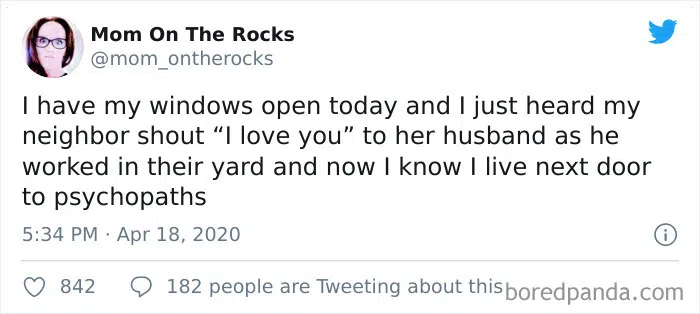 Mom On The Rocks
@mom_ontherocks
I have my windows open today and I just heard my
neighbor shout “I love you” to her husband as he
worked in their yard and now I know I live next door
to psychopaths
5:34 PM · Apr 18, 2020
842 182 people are Tweeting about this
boredpanda.com